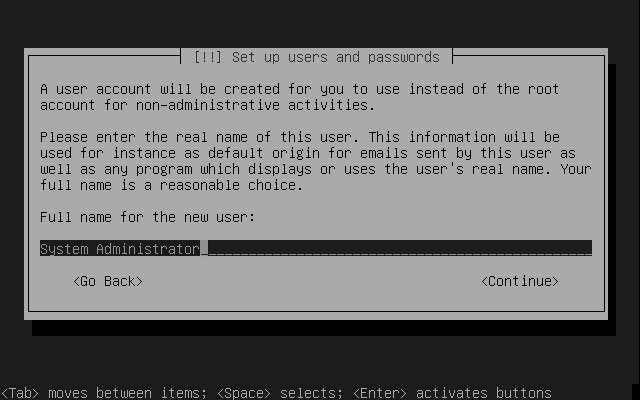 [!!] Set up users and passwords
A user account will be created for you to use instead of the root
account for non-administrative activities.
Please enter the real name of this user. This information will be
used for instance as default origin for emails sent by this user as
well as any program which displays or uses the user's real name. Your
full name is a reasonable choice.
Full name for the new user:
System Administrator
<Go Back> <Continue>
<Tab> moves between items; <Space> selects; <Enter> activates buttons